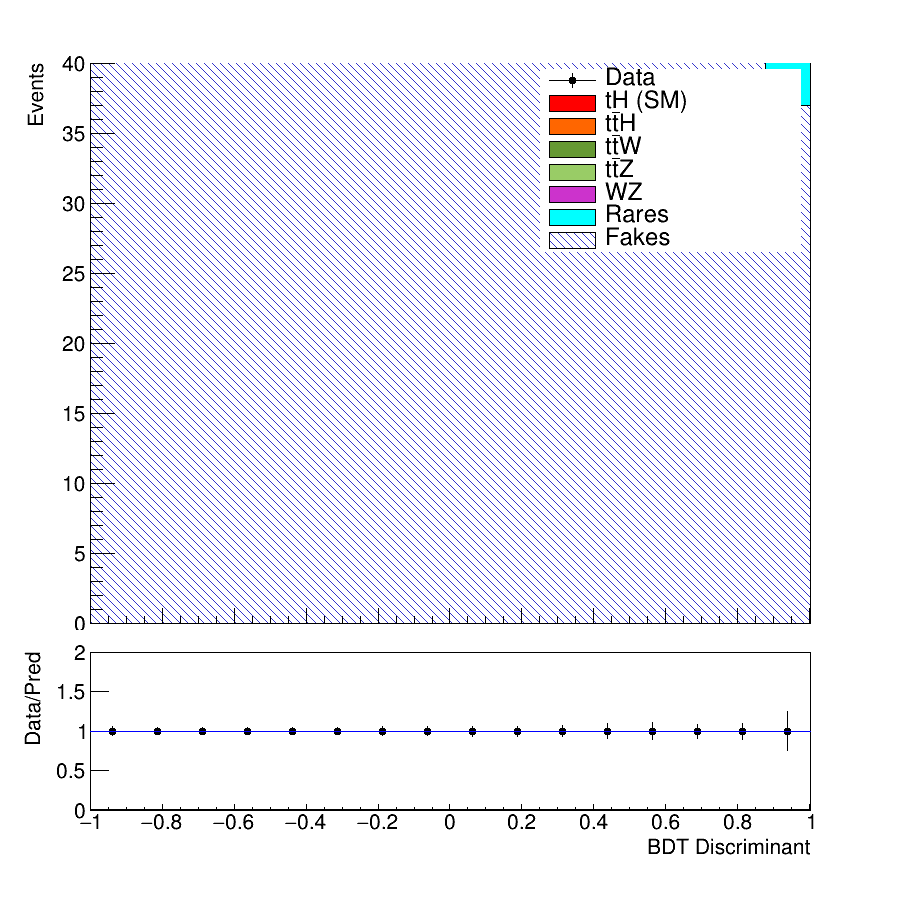 Events
40
35
30
25
20
15
10
5
0
Data
tH (SM)
tt̄H
tt̄W
tt̄Z
WZ
Rares
Fakes
Data/Pred
2
1.5
1
0.5
0
−1 −0.8 −0.6 −0.4 −0.2 0 0.2 0.4 0.6 0.8 1
BDT Discriminant